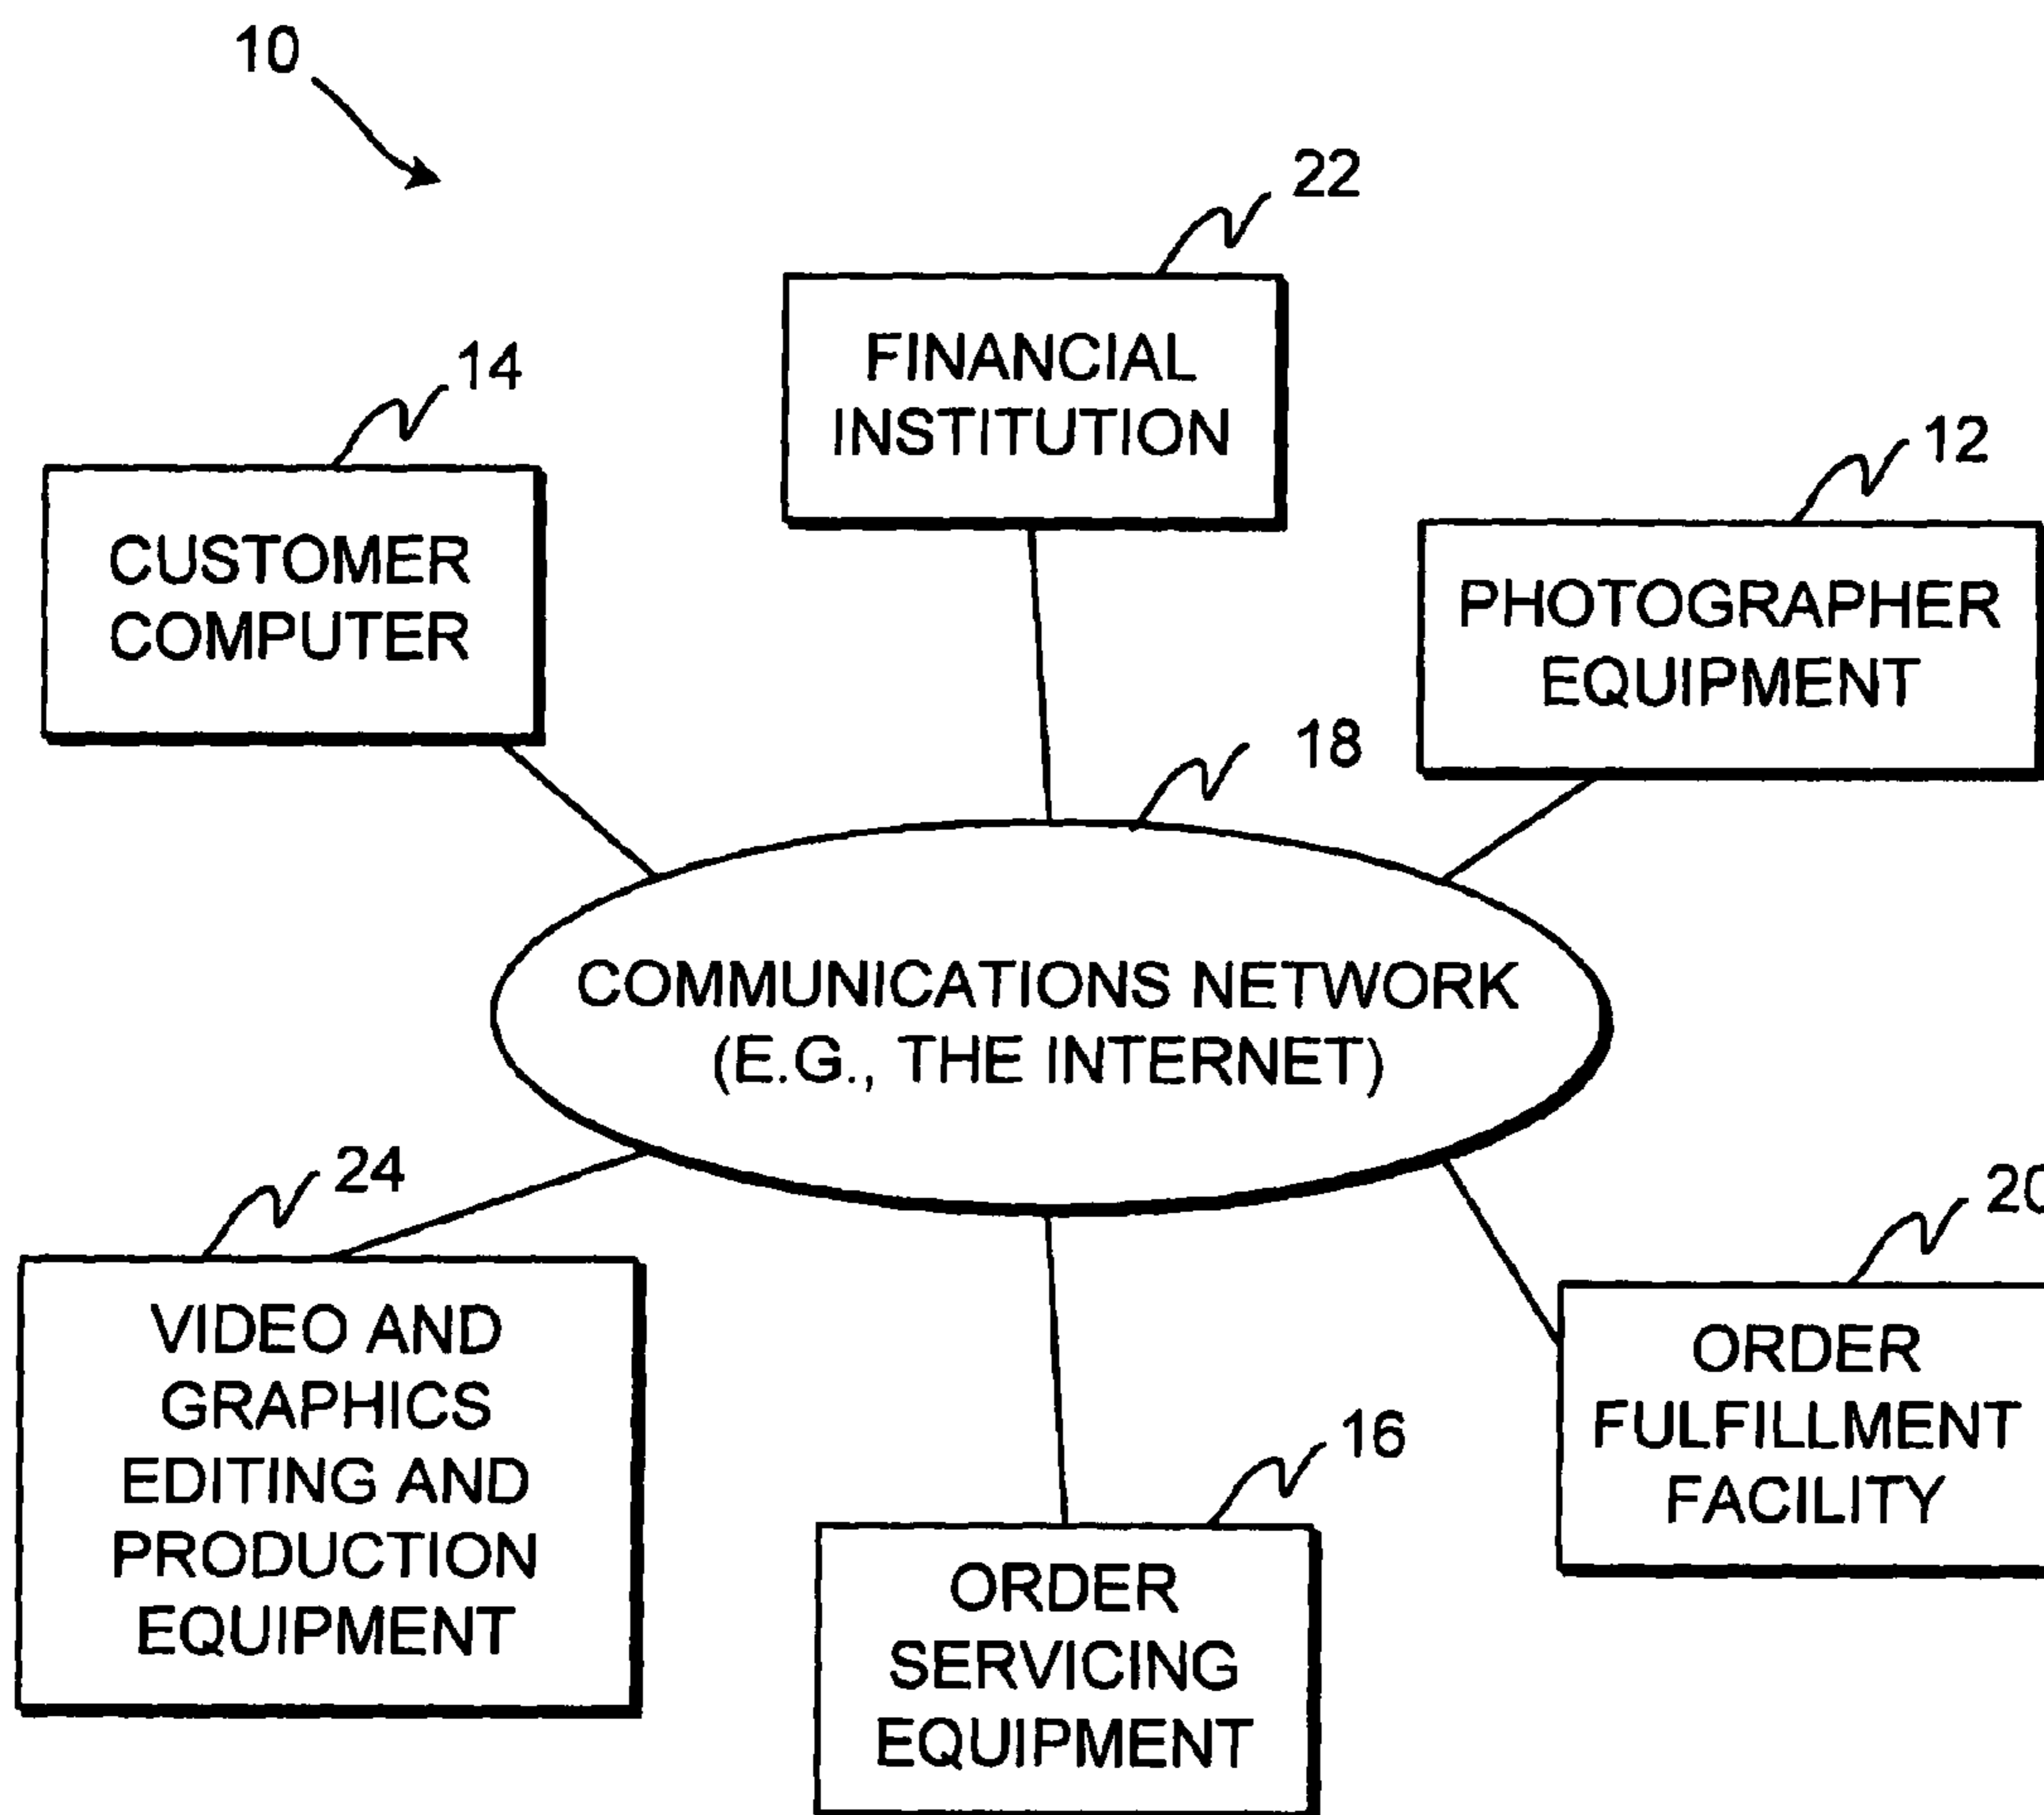 10
22
FINANCIAL
INSTITUTION
14
CUSTOMER
COMPUTER
12
PHOTOGRAPHER
EQUIPMENT
18
COMMUNICATIONS NETWORK
(E.G., THE INTERNET)
24
VIDEO AND
GRAPHICS
EDITING AND
PRODUCTION
EQUIPMENT
16
ORDER
SERVICING
EQUIPMENT
20
ORDER
FULFILLMENT
FACILITY